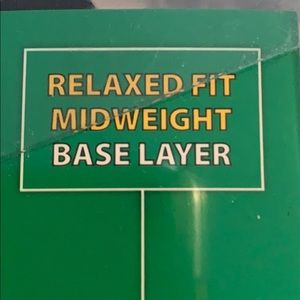 RELAXED FIT
MIDWEIGHT
BASE LAYER